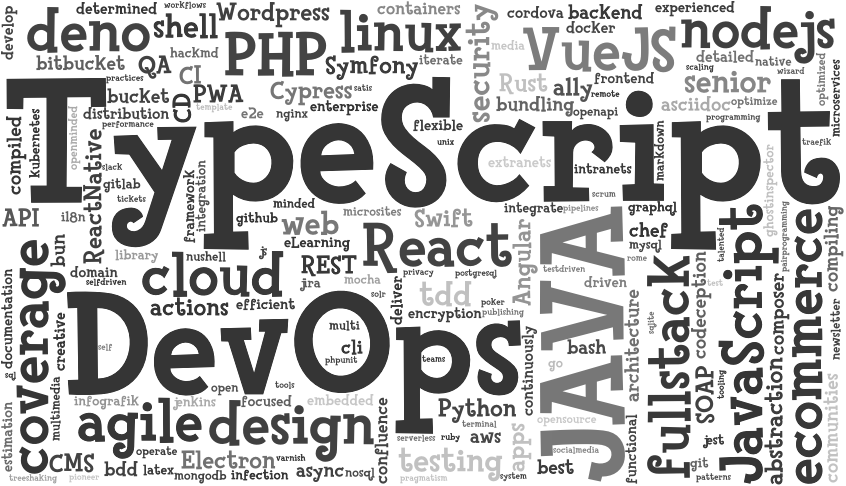 develop
determined
workflows
Wordpress
containers
cordova
backend
experienced
deno
shell
PHP
linux
docker
VueJS
nodejs
hackmd
security
media
bitbucket
QA
CI
Symfony
iterate
frontend
detailed
native
scaling
wizard
optimized
practices
bucket
PWA
Cypress
satis
Rust
ally
remote
senior
microservices
distribution
CD
template
e2e
nginx
enterprise
bundling
openapi
asciidoc
optimize
performance
TypeScript
compiled
kubernetes
openminded
flexible
unix
programming
markdown
traefik
slack
ReactNative
gitlab
tickets
framework
integration
extranets
intranets
scrum
ghostinspector
API
il8n
minded
github
web
microsites
Swift
integrate
pipelines
graphql
chef
mysql
talented
pairprogramming
compiling
eLearning
library
nushell
j
REST
React
Angular
JAVA
rome
bun
domain
selfdriven
cloud
jra
mocha
solr
privacy
postgresql
testdriven
driven
test
documentation
coverage
creative
actions
efficient
deliver
tdd
poker
encryption
publishing
codeception
JavaScript
composer
ecommerce
DevOps
self
multi
cli
phpunit
teams
continuously
go
bash
architecture
sqlite
fullstack
newsletter
sql
multimedia
infografik
open
tools
jenkins
focused
embedded
Python
terminal
opensource
functional
SOAP
tooling
abstraction
communities
estimation
agile
design
confluence
serverless
ruby
aws
apps
jest
CMS
operate
Electron
varnish
testing
socialmedia
best
git
patterns
treeshaking
pioneer
bdd
latex
mongodb
infection
async
nosql
pragmatism
system